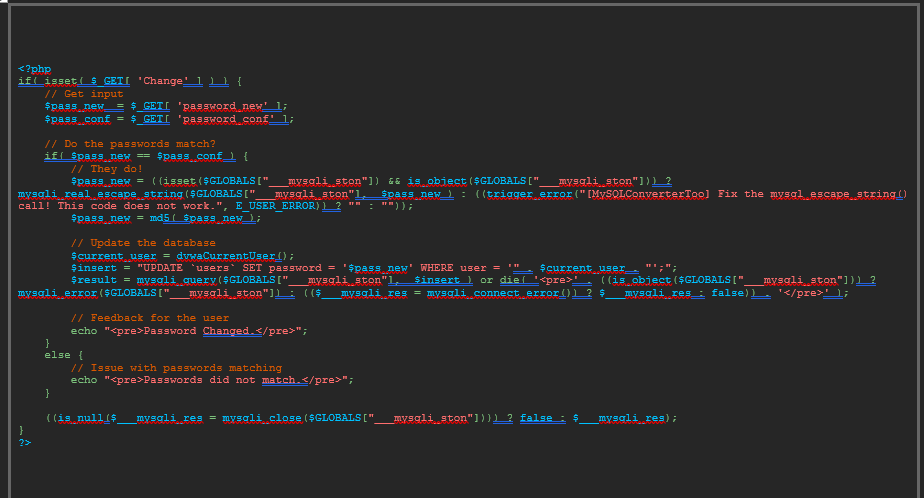 <?php
if( isset( $_GET[ 'Change' ] ) ) {
// Get input
$pass_new = $_GET[ 'password_new' ];
$pass_conf = $_GET[ 'password_conf' ];
// Do the passwords match?
if( $pass_new == $pass_conf ) {
// They do!
$pass_new = ((isset($GLOBALS["___mysqli_ston"]) && is_object($GLOBALS["___mysqli_ston"])) ?
mysqli_real_escape_string($GLOBALS["___mysqli_ston"], $pass_new ) : ((trigger_error("[MySQLConverterToo] Fix the mysql_escape_string()
call! This code does not work.", E_USER_ERROR)) ? "" : ""));
$pass_new = md5( $pass_new );
// Update the database
$current_user = dvwaCurrentUser();
$insert = "UPDATE `users` SET password = '$pass_new' WHERE user = '" . $current_user . "';";
$result = mysqli_query($GLOBALS["___mysqli_ston"], $insert ) or die( '<pre>' . ((is_object($GLOBALS["___mysqli_ston"])) ?
mysqli_error($GLOBALS["___mysqli_ston"]) : (($___mysqli_res = mysqli_connect_error()) ? $___mysqli_res : false)) . '</pre>' );
// Feedback for the user
echo "<pre>Password Changed.</pre>";
}
else {
// Issue with passwords matching
echo "<pre>Passwords did not match.</pre>";
}
((is_null($___mysqli_res = mysqli_close($GLOBALS["___mysqli_ston"]))) ? false : $___mysqli_res);
}
?>